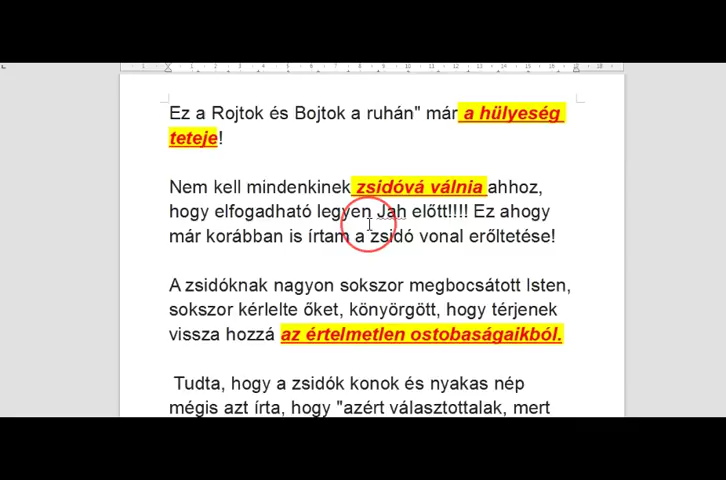 Ez a Rojtok és Bojtok a ruhán" már a hülyeség
teteje!
Nem kell mindenkinek zsidóvá válnia ahhoz,
hogy elfogadható legyen Jah előtt!!!! Ez ahogy
már korábban is írtam a zsidó vonal erőltetése!
A zsidóknak nagyon sokszor megbocsátott Isten,
sokszor kérlelte őket, könyörgött, hogy térjenek
vissza hozzá az értelmetlen ostobaságaikból.
Tudta, hogy a zsidók konok és nyakas nép
mégis azt írta, hogy "azért választottalak, mert